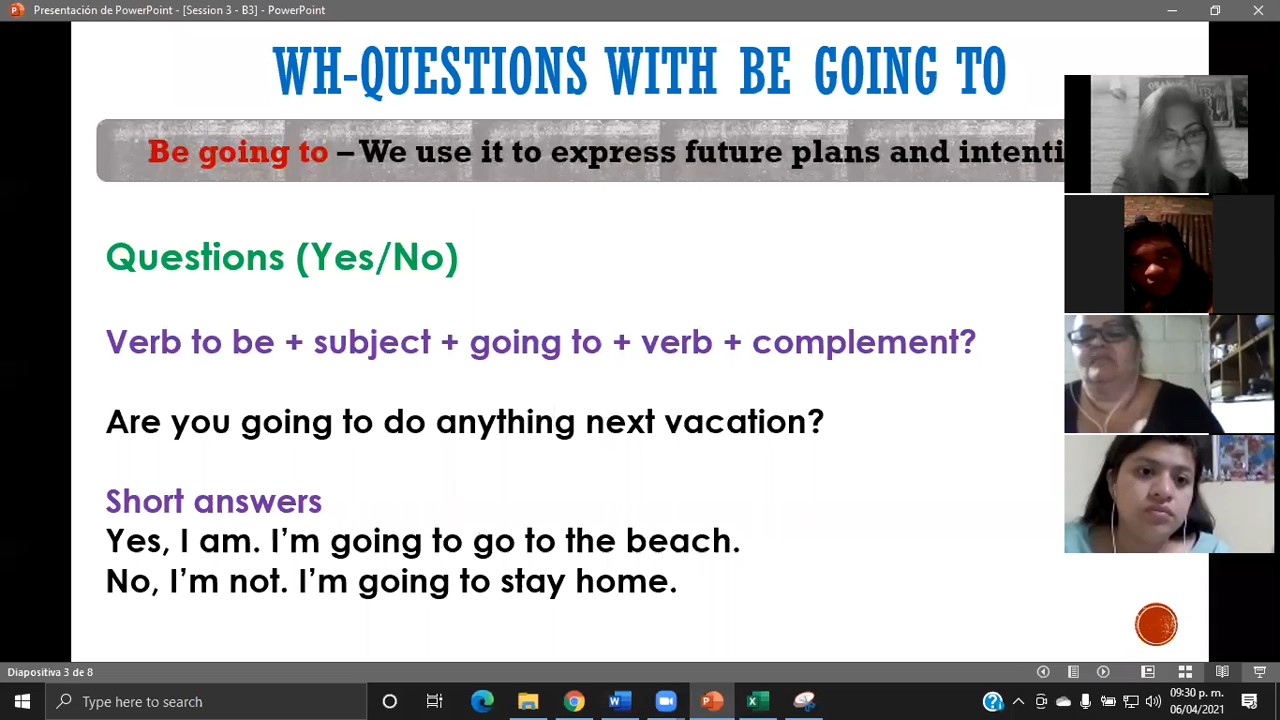 Presentación de PowerPoint - [Session 3 - B3] - PowerPoint
WH-QUESTIONS WITH BE GOING TO
Be going to – We use it to express future plans and intenti
Questions (Yes/No)
Verb to be + subject + going to + verb + complement?
Are you going to do anything next vacation?
Short answers
Yes, I am. I’m going to go to the beach.
No, I’m not. I’m going to stay home.
Diapositiva 3 de 8
Type here to search
09:30 p. m.
06/04/2021